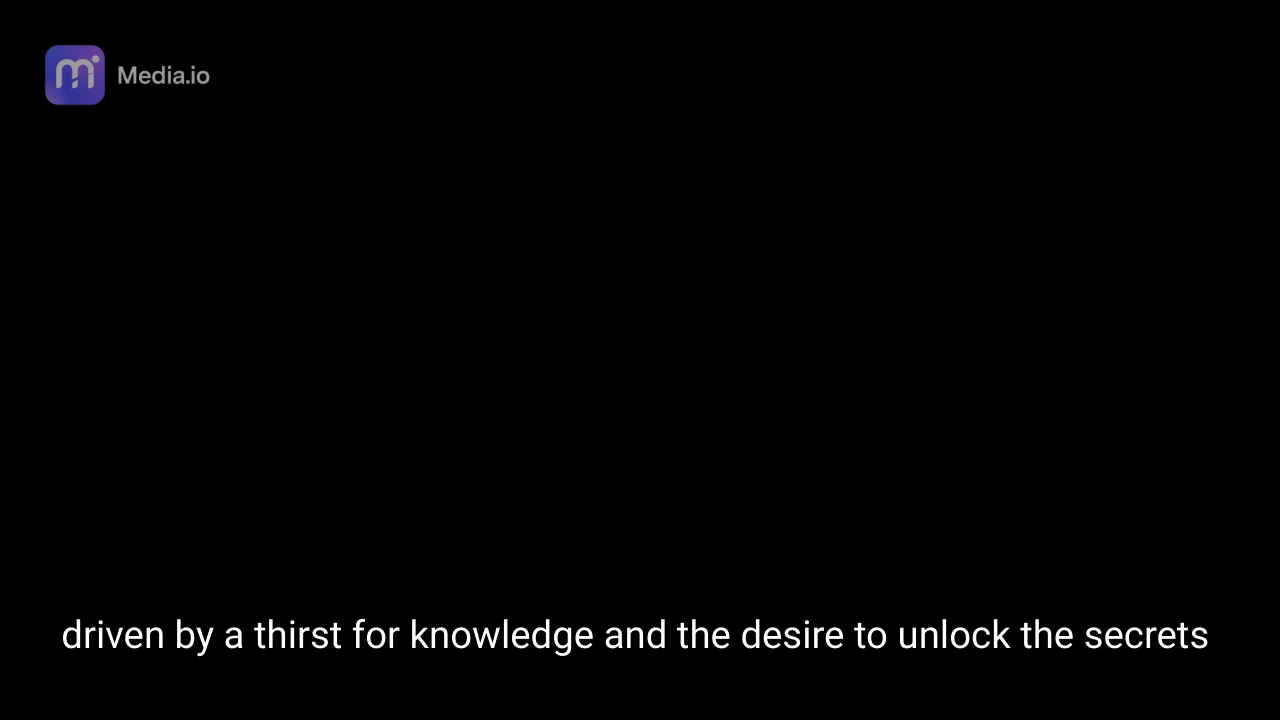 Media.io
driven by a thirst for knowledge and the desire to unlock the secrets